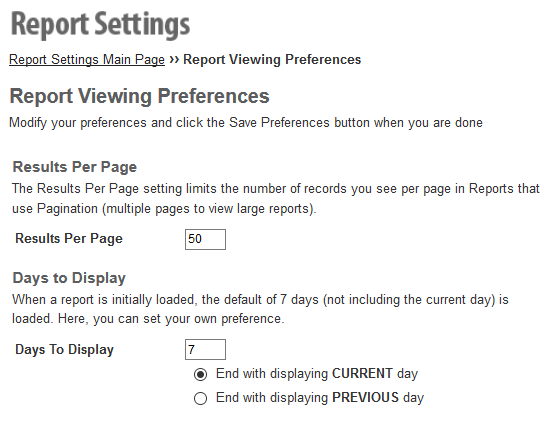 Report Settings
Report Settings Main Page ›› Report Viewing Preferences
Report Viewing Preferences
Modify your preferences and click the Save Preferences button when you are done
Results Per Page
The Results Per Page setting limits the number of records you see per page in Reports that
use Pagination (multiple pages to view large reports).
Results Per Page 50
Days to Display
When a report is initially loaded, the default of 7 days (not including the current day) is
loaded. Here, you can set your own preference.
Days To Display 7
End with displaying CURRENT day
End with displaying PREVIOUS day